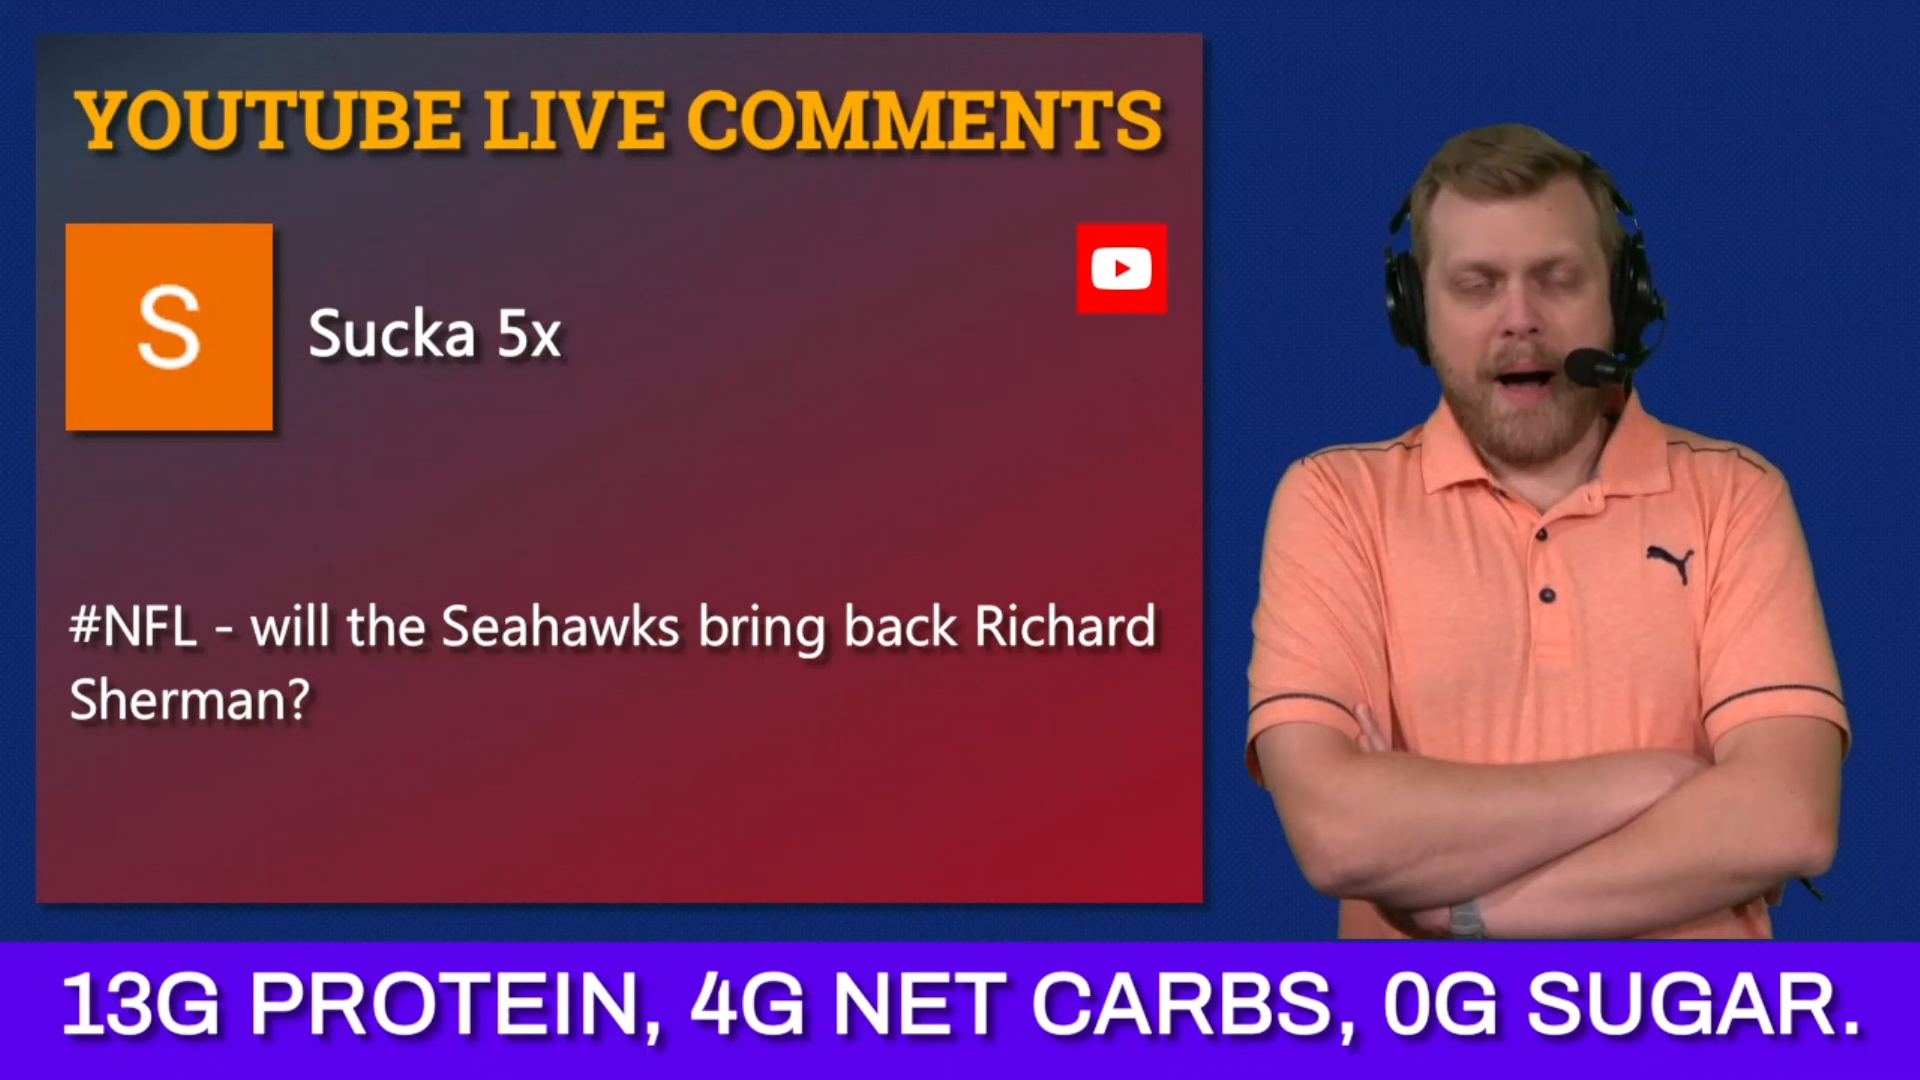 YOUTUBE LIVE COMMENTS
S
Sucka 5x
#NFL - will the Seahawks bring back Richard
Sherman?
13G PROTEIN, 4G NET CARBS, 0G SUGAR.